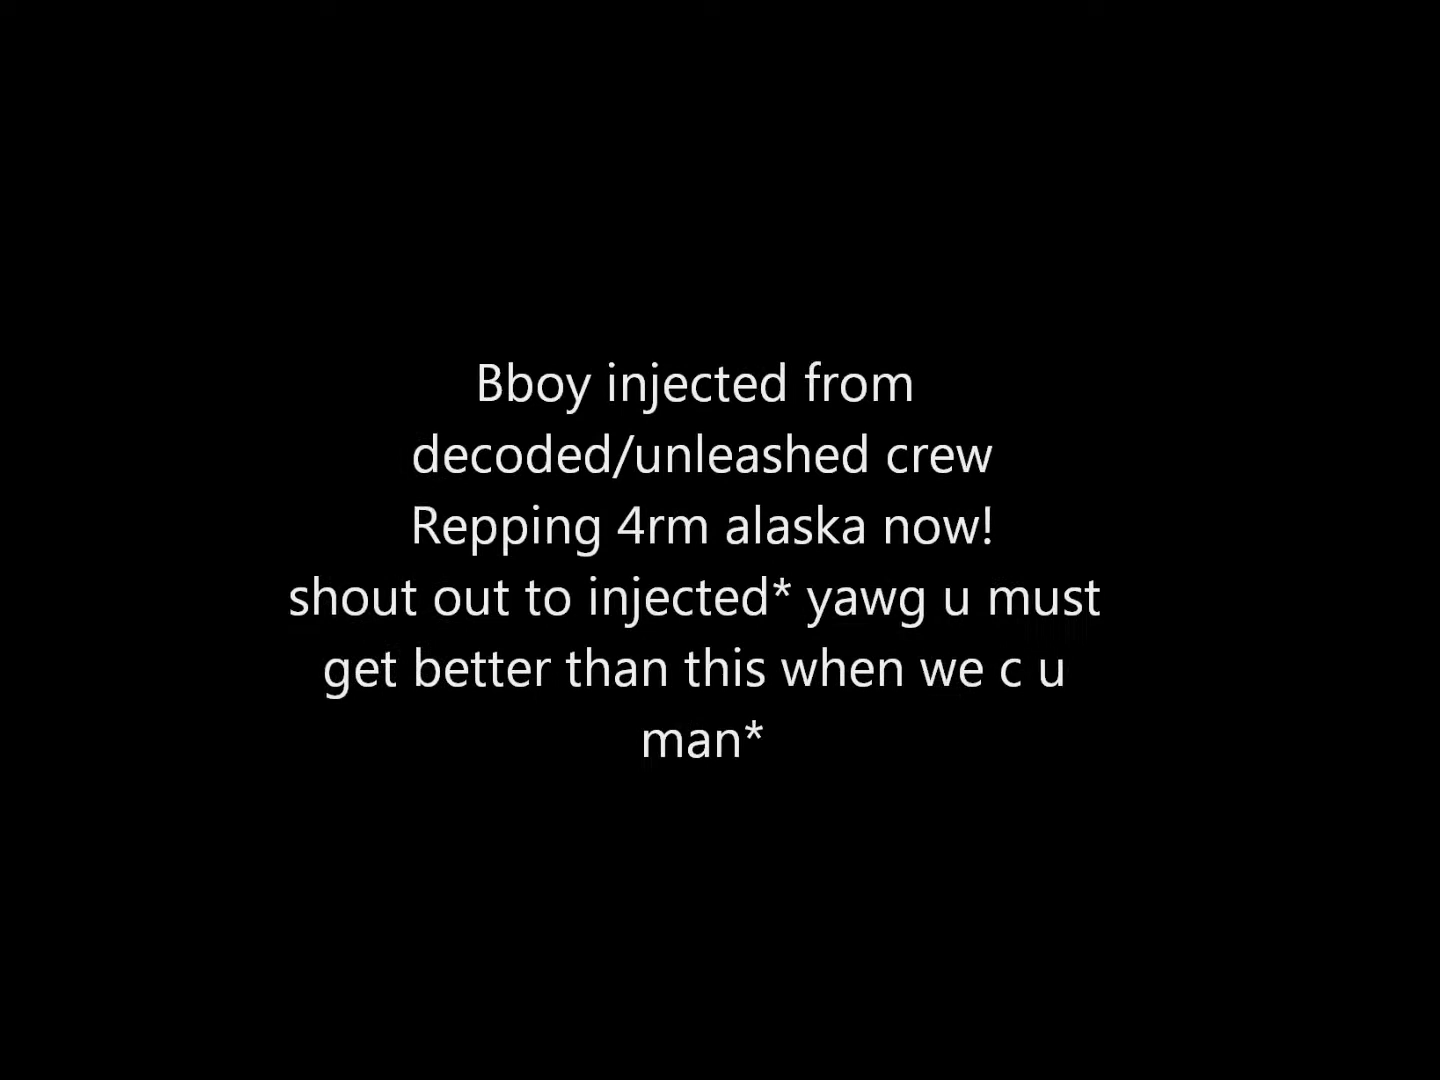 Bboy injected from
decoded/unleashed crew
Repping 4rm alaska now!
shout out to injected* yawg u must
get better than this when we c u
man*